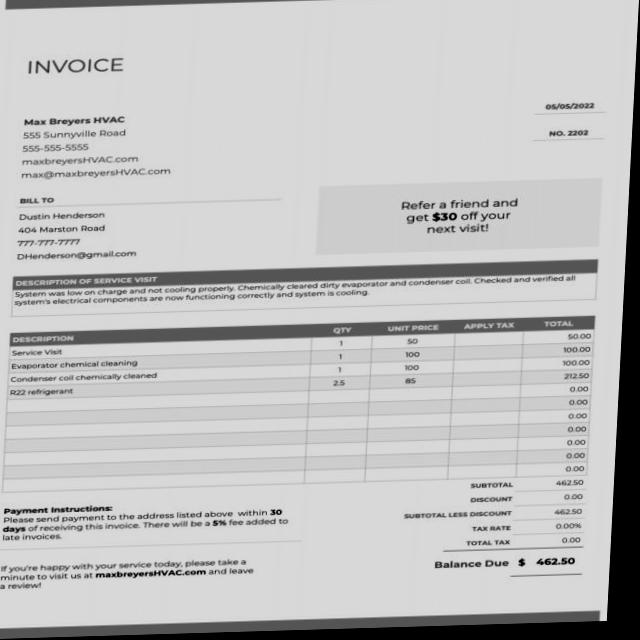 INVOICE
05/05/2022
Max Breyers HVAC
555 Sunnyville Road
NO. 2202
555-555-5555
maxbreyersHVAC.com
max@maxbreyersHVAC.com
BILL TO
Dustin Henderson
404 Marston Road
777-777-7777
DHenderson@gmail.com
Refer a friend and
get $30 off your
next visit!
DESCRIPTION OF SERVICE VISIT
System was low on charge and not cooling properly. Chemically cleared dirty evaporator and condenser coil. Checked and verified all
system's electrical components are now functioning correctly and system is cooling.
DESCRIPTION QTY UNIT PRICE APPLY TAX TOTAL
Service Visit 1 50 50.00
Evaporator chemical cleaning 1 100 100.00
Condenser coil chemically cleaned 1 100 100.00
R22 refrigerant 2.5 85 212.50
0.00
0.00
0.00
0.00
0.00
0.00
0.00
SUBTOTAL 462.50
DISCOUNT 0.00
SUBTOTAL LESS DISCOUNT 462.50
TAX RATE 0.00%
TOTAL TAX 0.00
Balance Due $ 462.50
Payment Instructions:
Please send payment to the address listed above within 30
days of receiving this invoice. There will be a 5% fee added to
late invoices.
If you're happy with your service today, please take a
minute to visit us at maxbreyersHVAC.com and leave
a review!